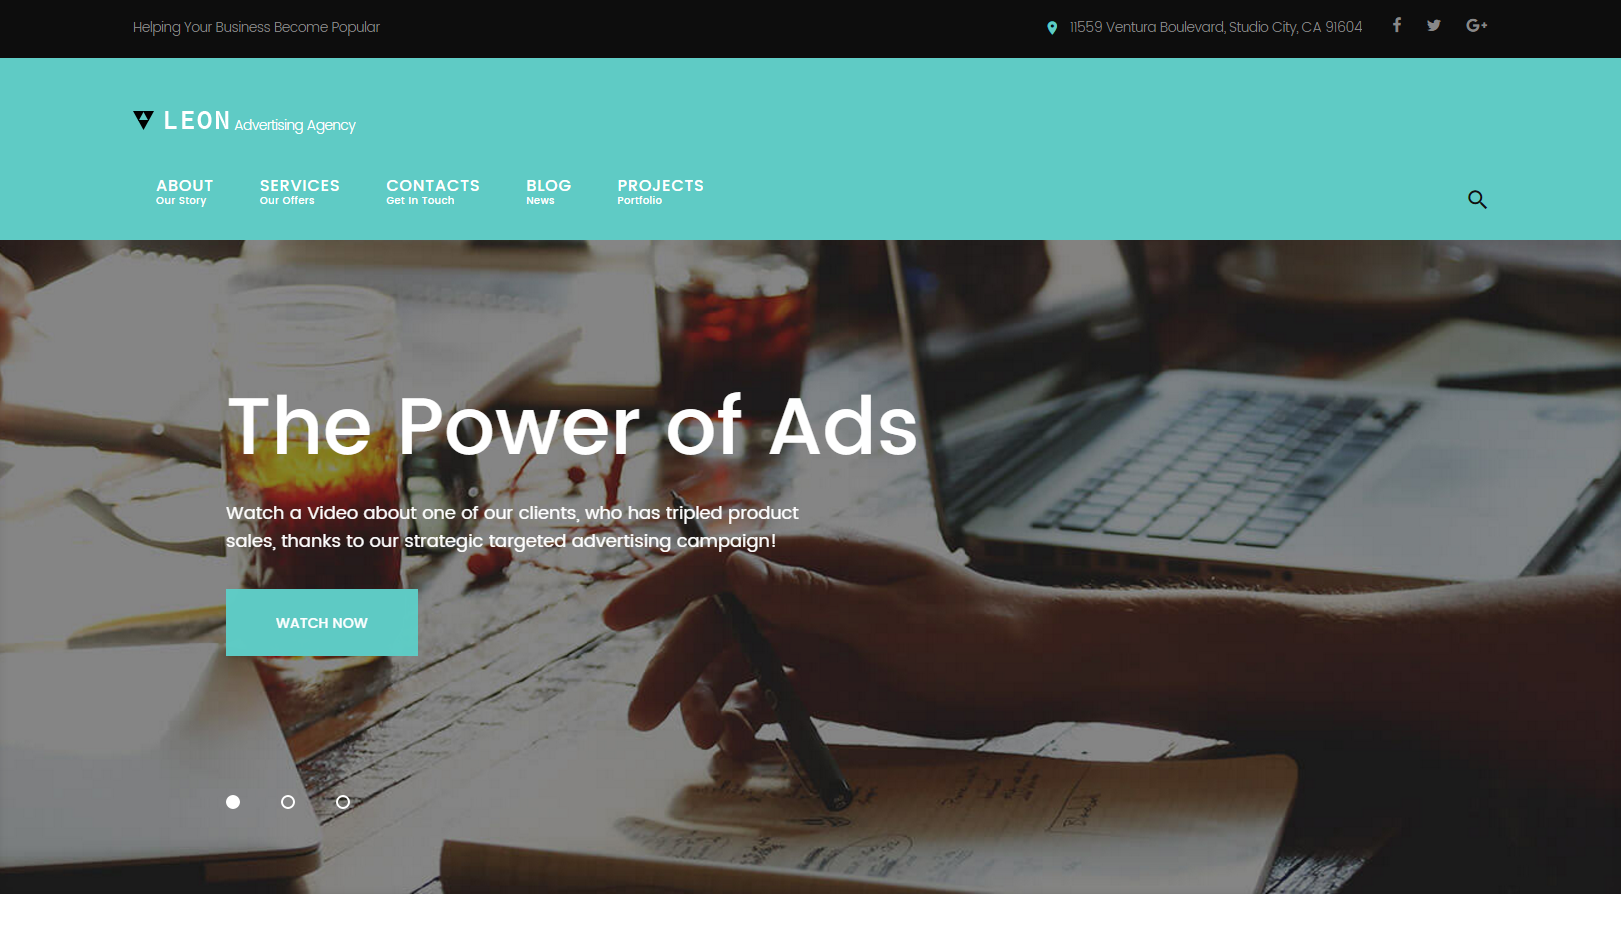 Helping Your Business Become Popular
11559 Ventura Boulevard, Studio City, CA 91604
LEON Advertising Agency
ABOUT
Our Story
SERVICES
Our Offers
CONTACTS
Get In Touch
BLOG
News
PROJECTS
Portfolio
The Power of Ads
Watch a Video about one of our clients, who has tripled product
sales, thanks to our strategic targeted advertising campaign!
WATCH NOW